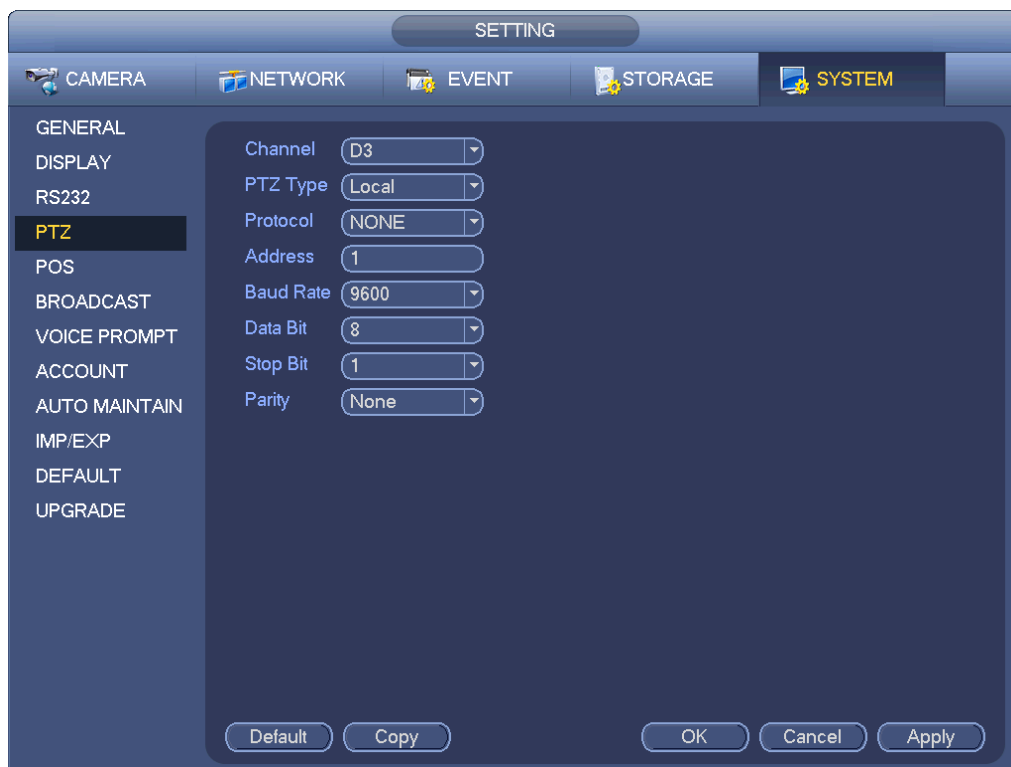 SETTING
CAMERA NETWORK EVENT STORAGE SYSTEM
GENERAL
DISPLAY
RS232
PTZ
POS
BROADCAST
VOICE PROMPT
ACCOUNT
AUTO MAINTAIN
IMP/EXP
DEFAULT
UPGRADE
Channel D3
PTZ Type Local
Protocol NONE
Address 1
Baud Rate 9600
Data Bit 8
Stop Bit 1
Parity None
Default Copy OK Cancel Apply